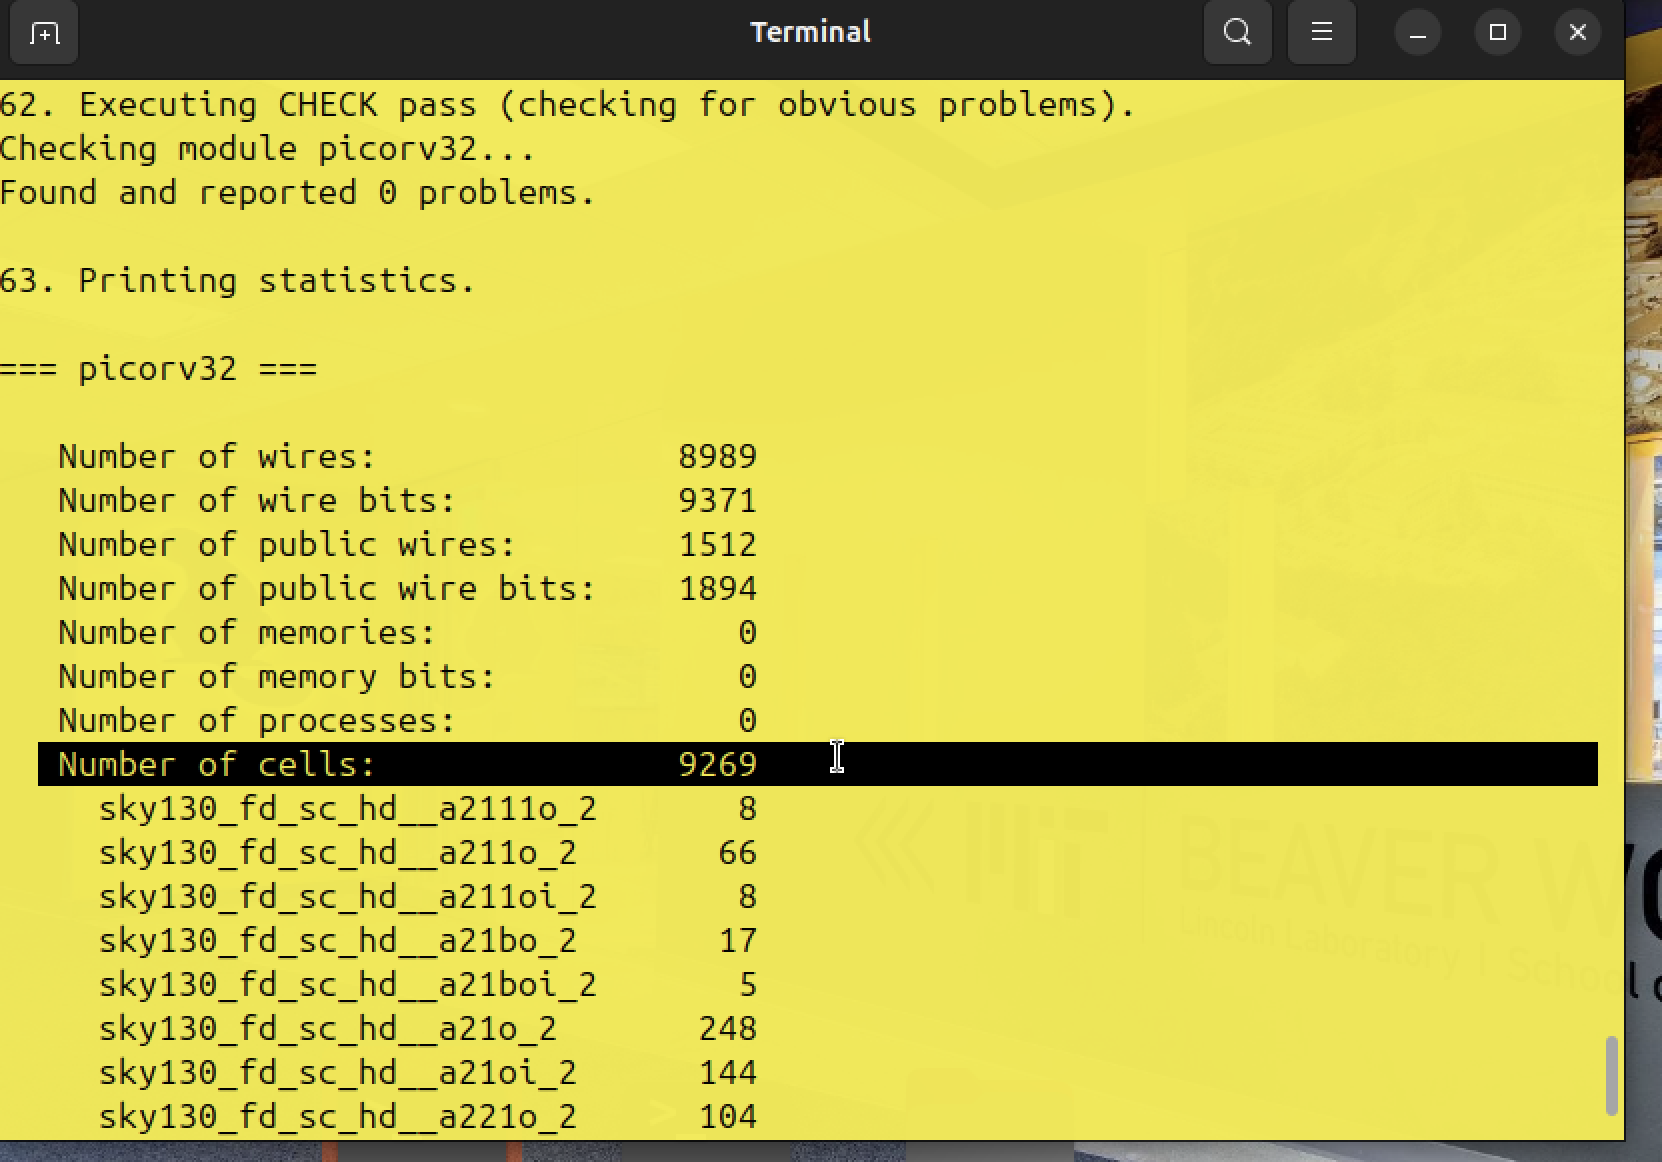 Terminal
62. Executing CHECK pass (checking for obvious problems).
Checking module picorv32...
Found and reported 0 problems.
63. Printing statistics.
=== picorv32 ===
Number of wires: 8989
Number of wire bits: 9371
Number of public wires: 1512
Number of public wire bits: 1894
Number of memories: 0
Number of memory bits: 0
Number of processes: 0
Number of cells: 9269
sky130_fd_sc_hd__a2111o_2 8
sky130_fd_sc_hd__a211o_2 66
sky130_fd_sc_hd__a211oi_2 8
sky130_fd_sc_hd__a21bo_2 17
sky130_fd_sc_hd__a21boi_2 5
sky130_fd_sc_hd__a21o_2 248
sky130_fd_sc_hd__a21oi_2 144
sky130_fd_sc_hd__a221o_2 104
MIT
BEAVER
Lincoln Laboratory | School